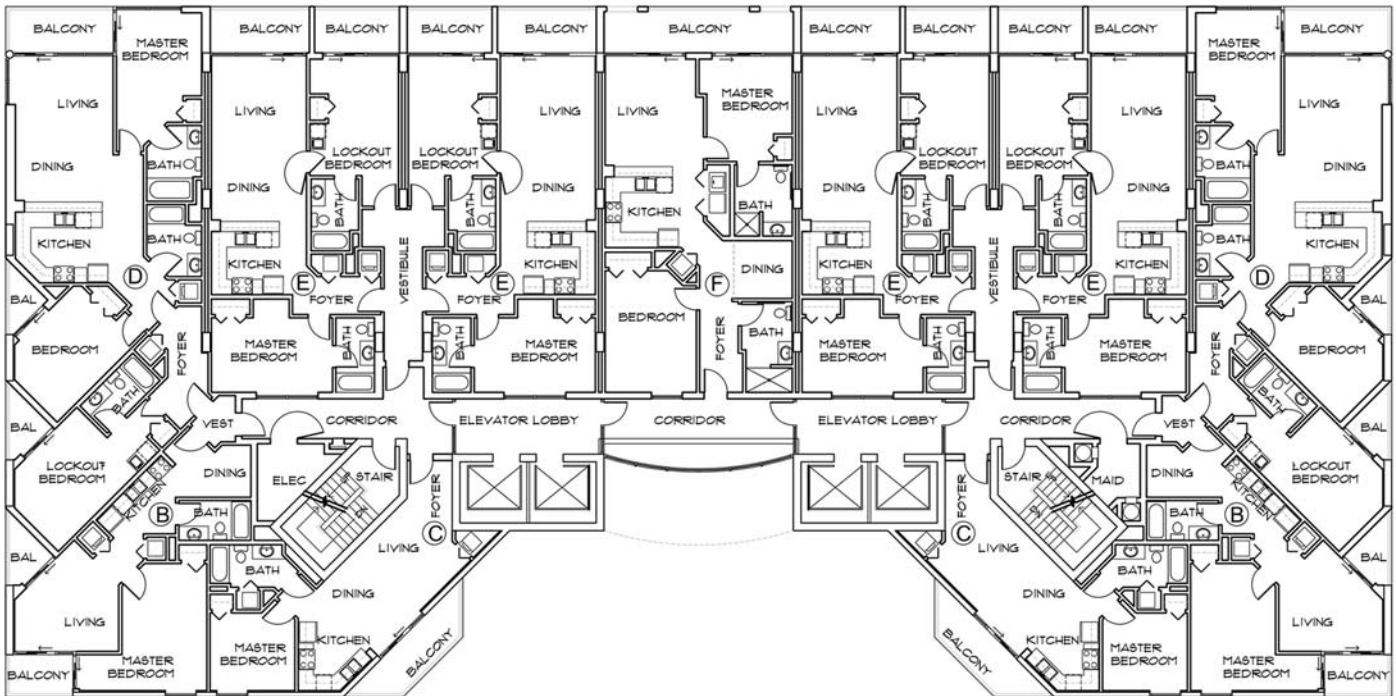 BALCONY
BALCONY
BALCONY
BALCONY
BALCONY
BALCONY
BALCONY
BALCONY
BALCONY
BALCONY
BALCONY
MASTER
BEDROOM
MASTER
BEDROOM
LIVING
LIVING
LIVING
LIVING
LIVING
LIVING
LIVING
MASTER
BEDROOM
DINING
BATH
LOCKOUT
BEDROOM
LOCKOUT
BEDROOM
LOCKOUT
BEDROOM
LOCKOUT
BEDROOM
BATH
DINING
DINING
DINING
DINING
DINING
BATH
BATH
BATH
BATH
BATH
KITCHEN
KITCHEN
BATH
BATH
KITCHEN
KITCHEN
KITCHEN
KITCHEN
KITCHEN
VESTIBULE
VESTIBULE
DINING
D
E
E
F
E
E
D
BAL
FOYER
FOYER
FOYER
FOYER
BAL
BEDROOM
FOYER
MASTER
BEDROOM
BATH
BATH
MASTER
BEDROOM
BEDROOM
FOYER
BATH
MASTER
BEDROOM
BATH
BATH
MASTER
BEDROOM
FOYER
BEDROOM
BATH
BATH
BAL
VEST
CORRIDOR
ELEVATOR LOBBY
CORRIDOR
ELEVATOR LOBBY
CORRIDOR
VEST
BAL
LOCKOUT
BEDROOM
DINING
ELEC
STAIR
DN
FOYER
FOYER
STAIR
DN
MAID
DINING
LOCKOUT
BEDROOM
KITCHEN
KITCHEN
B
BATH
C
C
BATH
B
BAL
LIVING
LIVING
BAL
BATH
BATH
DINING
DINING
LIVING
LIVING
KITCHEN
KITCHEN
MASTER
BEDROOM
MASTER
BEDROOM
MASTER
BEDROOM
MASTER
BEDROOM
BALCONY
BALCONY
BALCONY
BALCONY